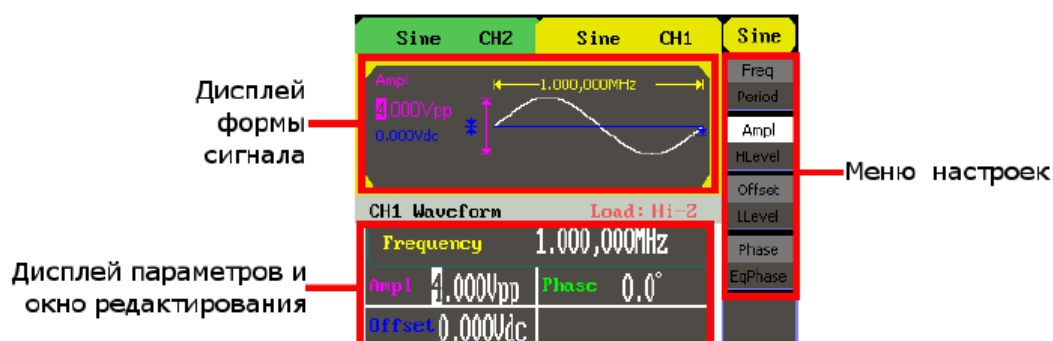 Sine CH2 Sine CH1 Sine
Дисплей
формы
сигнала
Ampl
4.000Vpp
0.000Vdc
1.000,000MHz
Freq
Period
Ampl
HLevel
Offset
LLevel
Phase
EqPhase
Меню настроек
CH1 Waveform Load: Hi-Z
Дисплей параметров и
окно редактирования
Frequency 1.000,000MHz
Ampl 4.000Vpp Phase 0.0°
Offset 0.000Vdc